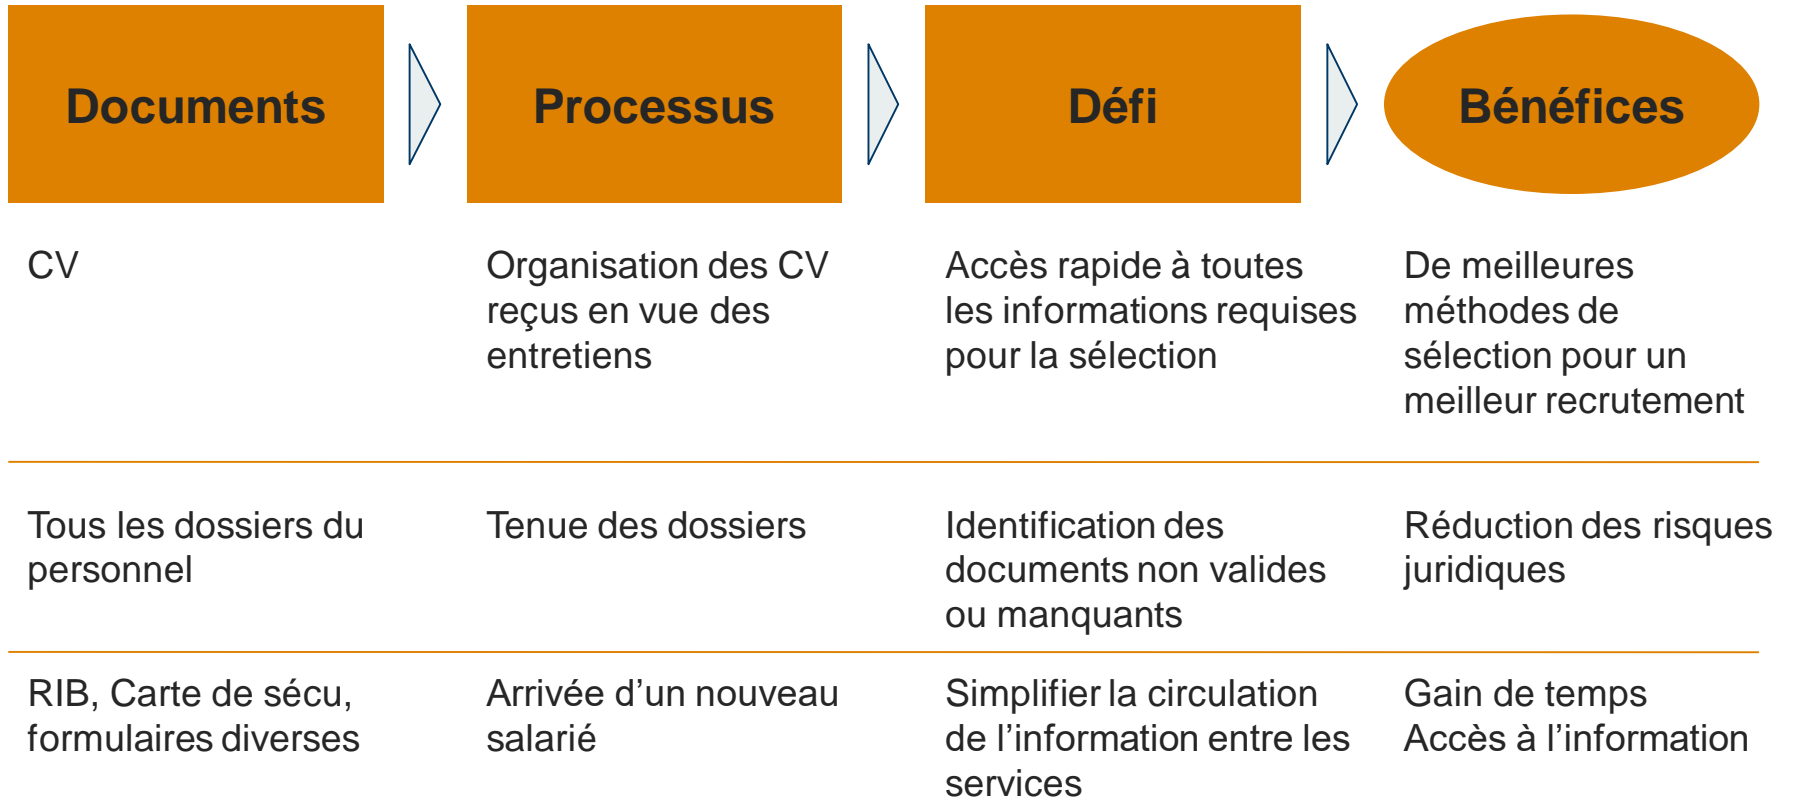 Documents
Processus
Défi
Bénéfices
CV
Organisation des CV
reçus en vue des
entretiens
Accès rapide à toutes
les informations requises
pour la sélection
De meilleures
méthodes de
sélection pour un
meilleur recrutement
Tous les dossiers du
personnel
Tenue des dossiers
Identification des
documents non valides
ou manquants
Réduction des risques
juridiques
RIB, Carte de sécu,
formulaires diverses
Arrivée d’un nouveau
salarié
Simplifier la circulation
de l’information entre les
services
Gain de temps
Accès à l’information